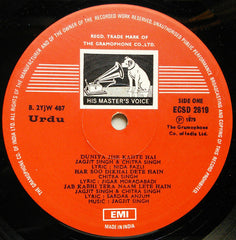 REGD. TRADE MARK OF
THE GRAMOPHONE CO., LTD.
HIS MASTER'S VOICE
S. 2YJW 487
Urdu
SIDE ONE
ECSD 2819
℗ 1979
The Gramophone
Co. of India Ltd.
DUNIYA JISE KAHTE HAI
JAGJIT SINGH & CHITRA SINGH
LYRIC: NIDA FAZLI
HAR SOO DIKHAI DETE HAIN
CHITRA SINGH
LYRIC: JIGAR MORADABADI
JAB KABHI TERA NAAM LETE HAIN
JAGJIT SINGH & CHITRA SINGH
LYRIC: SARDAR ANJUM
MUSIC: JAGJIT SINGH
EMI
MADE IN INDIA